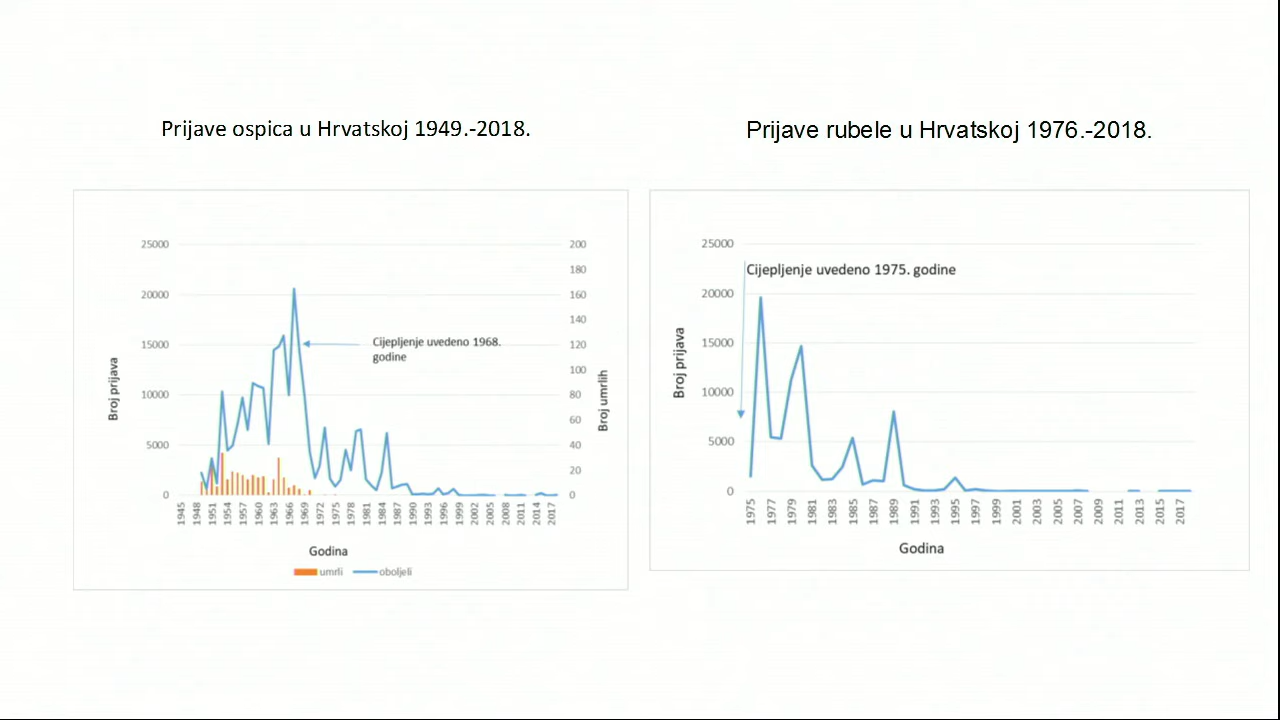 Prijave ospica u Hrvatskoj 1949.-2018.
25000
20000
15000
10000
5000
0
Broj prijava
200
180
160
140
120
100
80
60
40
20
0
Broj umrlih
Cijepljenje uvedeno 1968.
godine
1945 1948 1951 1954 1957 1960 1963 1966 1969 1972 1975 1978 1981 1984 1987 1990 1993 1996 1999 2002 2005 2008 2011 2014 2017
Godina
umrli oboljeli
Prijave rubele u Hrvatskoj 1976.-2018.
25000
20000
15000
10000
5000
0
Broj prijava
Cijepljenje uvedeno 1975. godine
1975 1977 1979 1981 1983 1985 1987 1989 1991 1993 1995 1997 1999 2001 2003 2005 2007 2009 2011 2013 2015 2017
Godina